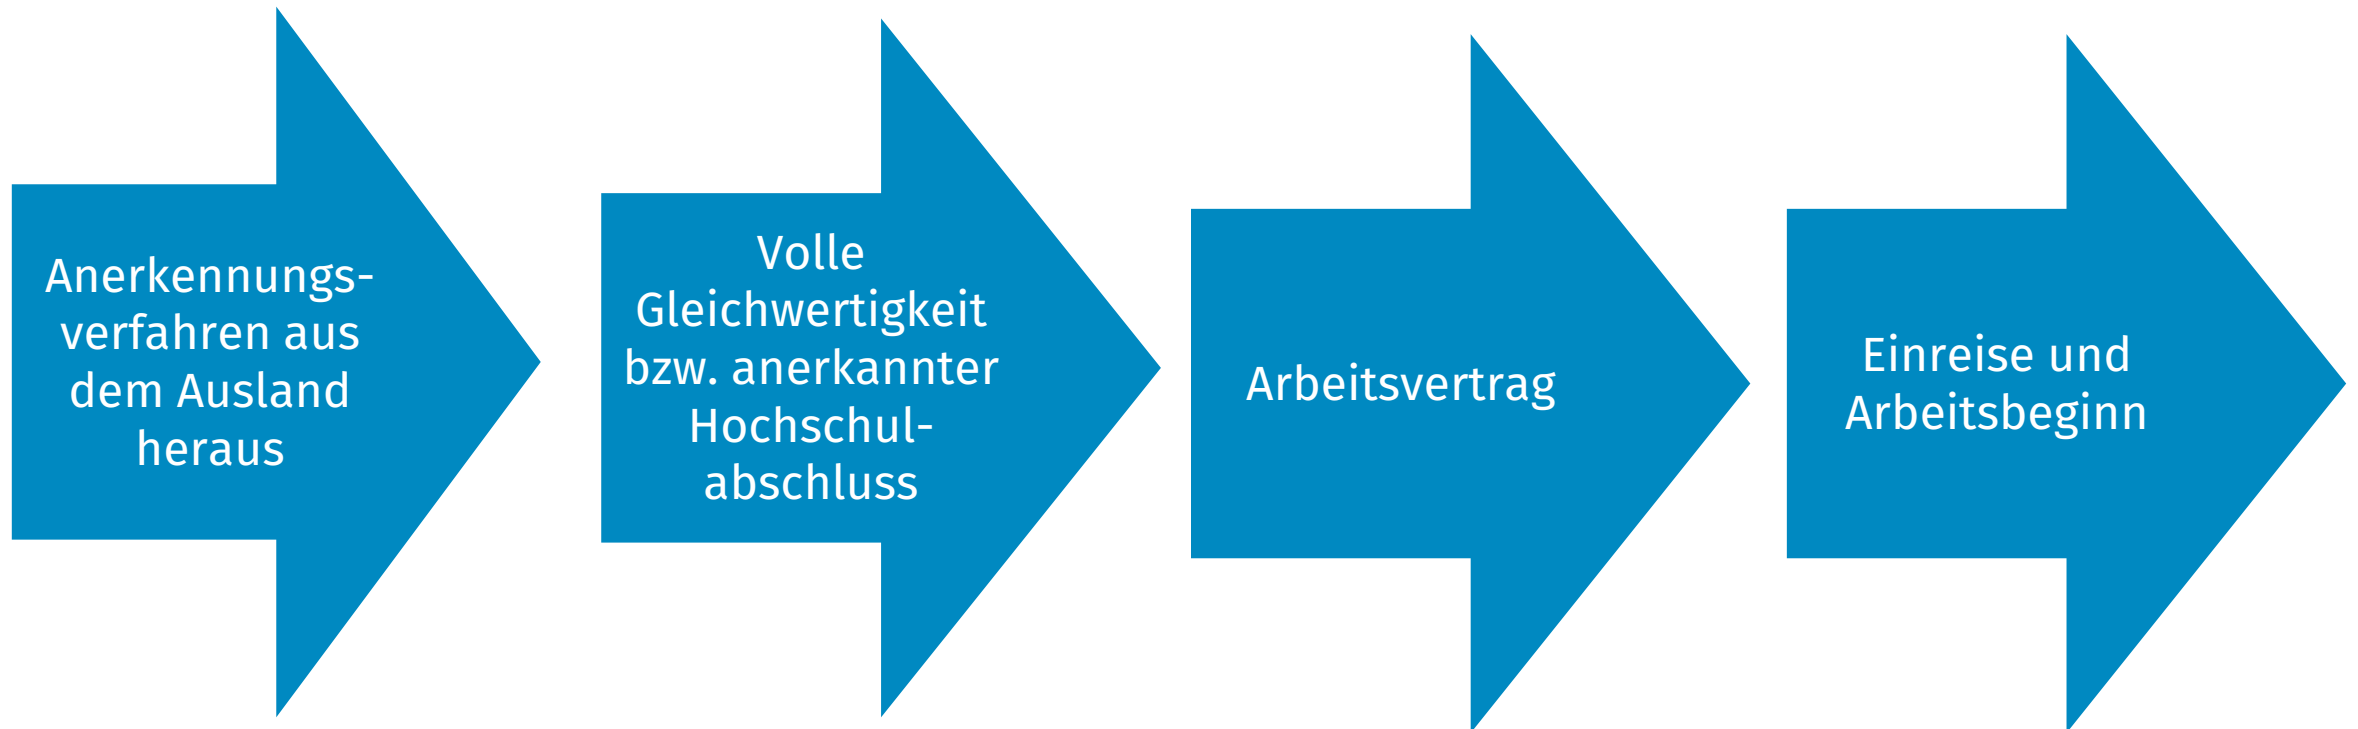 Anerkennungs-
verfahren aus
dem Ausland
heraus
Volle
Gleichwertigkeit
bzw. anerkannter
Hochschul-
abschluss
Arbeitsvertrag
Einreise und
Arbeitsbeginn